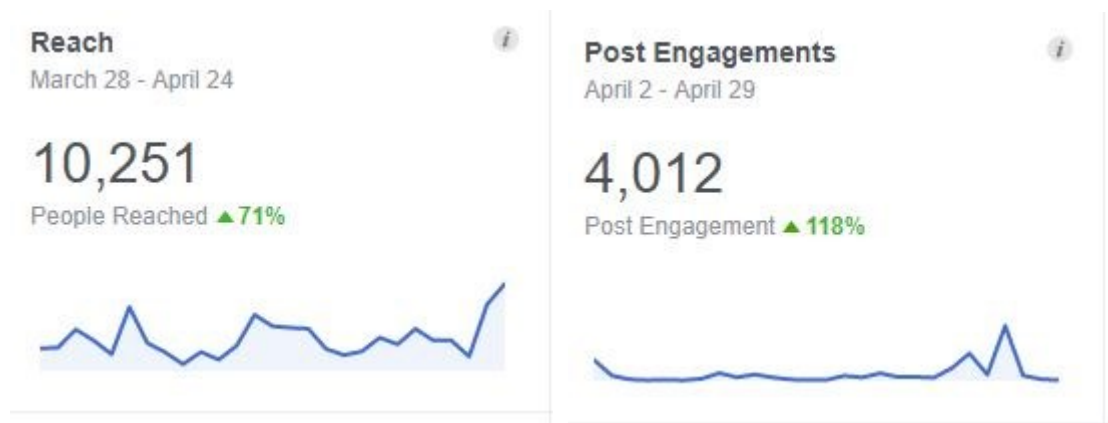 Reach
March 28 - April 24
10,251
People Reached ▲71%
Post Engagements
April 2 - April 29
4,012
Post Engagement ▲118%